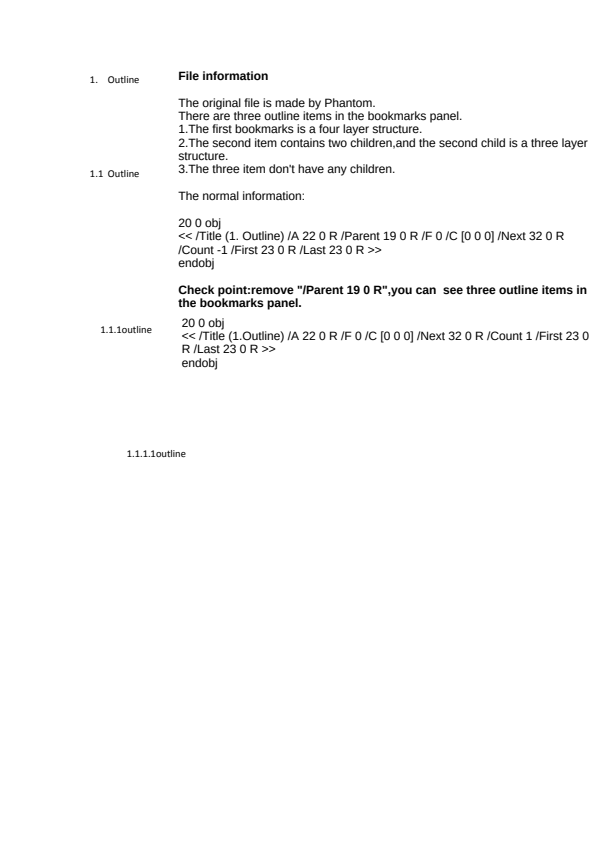 1. Outline
File information
The original file is made by Phantom.
There are three outline items in the bookmarks panel.
1.The first bookmarks is a four layer structure.
2.The second item contains two children,and the second child is a three layer
structure.
3.The three item don't have any children.
1.1 Outline
The normal information:
20 0 obj
<< /Title (1. Outline) /A 22 0 R /Parent 19 0 R /F 0 /C [0 0 0] /Next 32 0 R
/Count -1 /First 23 0 R /Last 23 0 R >>
endobj
Check point:remove "/Parent 19 0 R",you can  see three outline items in
the bookmarks panel.
1.1.1outline
20 0 obj
<< /Title (1.Outline) /A 22 0 R /F 0 /C [0 0 0] /Next 32 0 R /Count 1 /First 23 0
R /Last 23 0 R >>
endobj
1.1.1.1outline